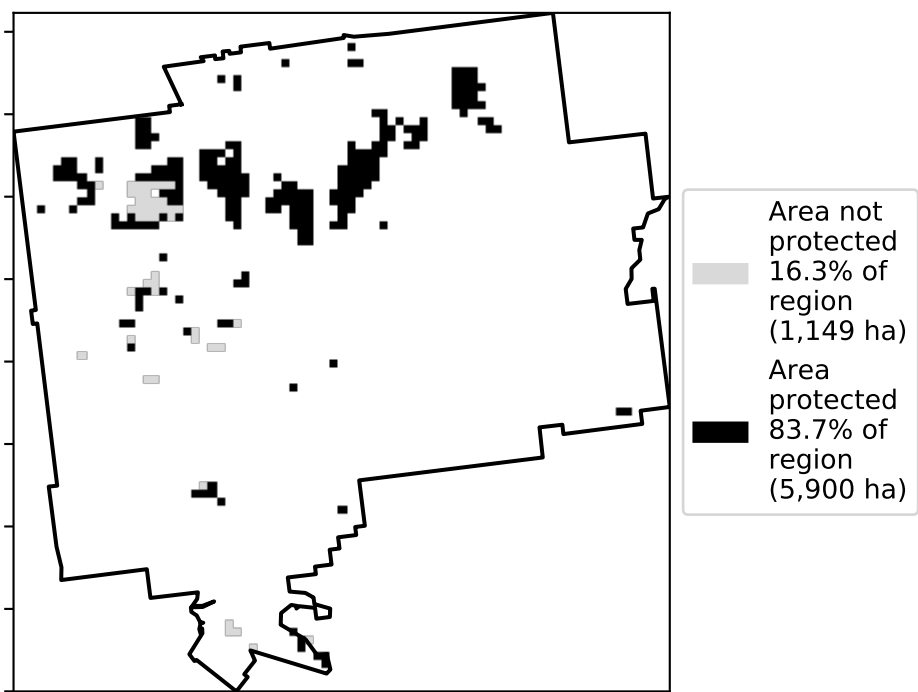 Area not
protected
16.3% of
region
(1,149 ha)
Area
protected
83.7% of
region
(5,900 ha)